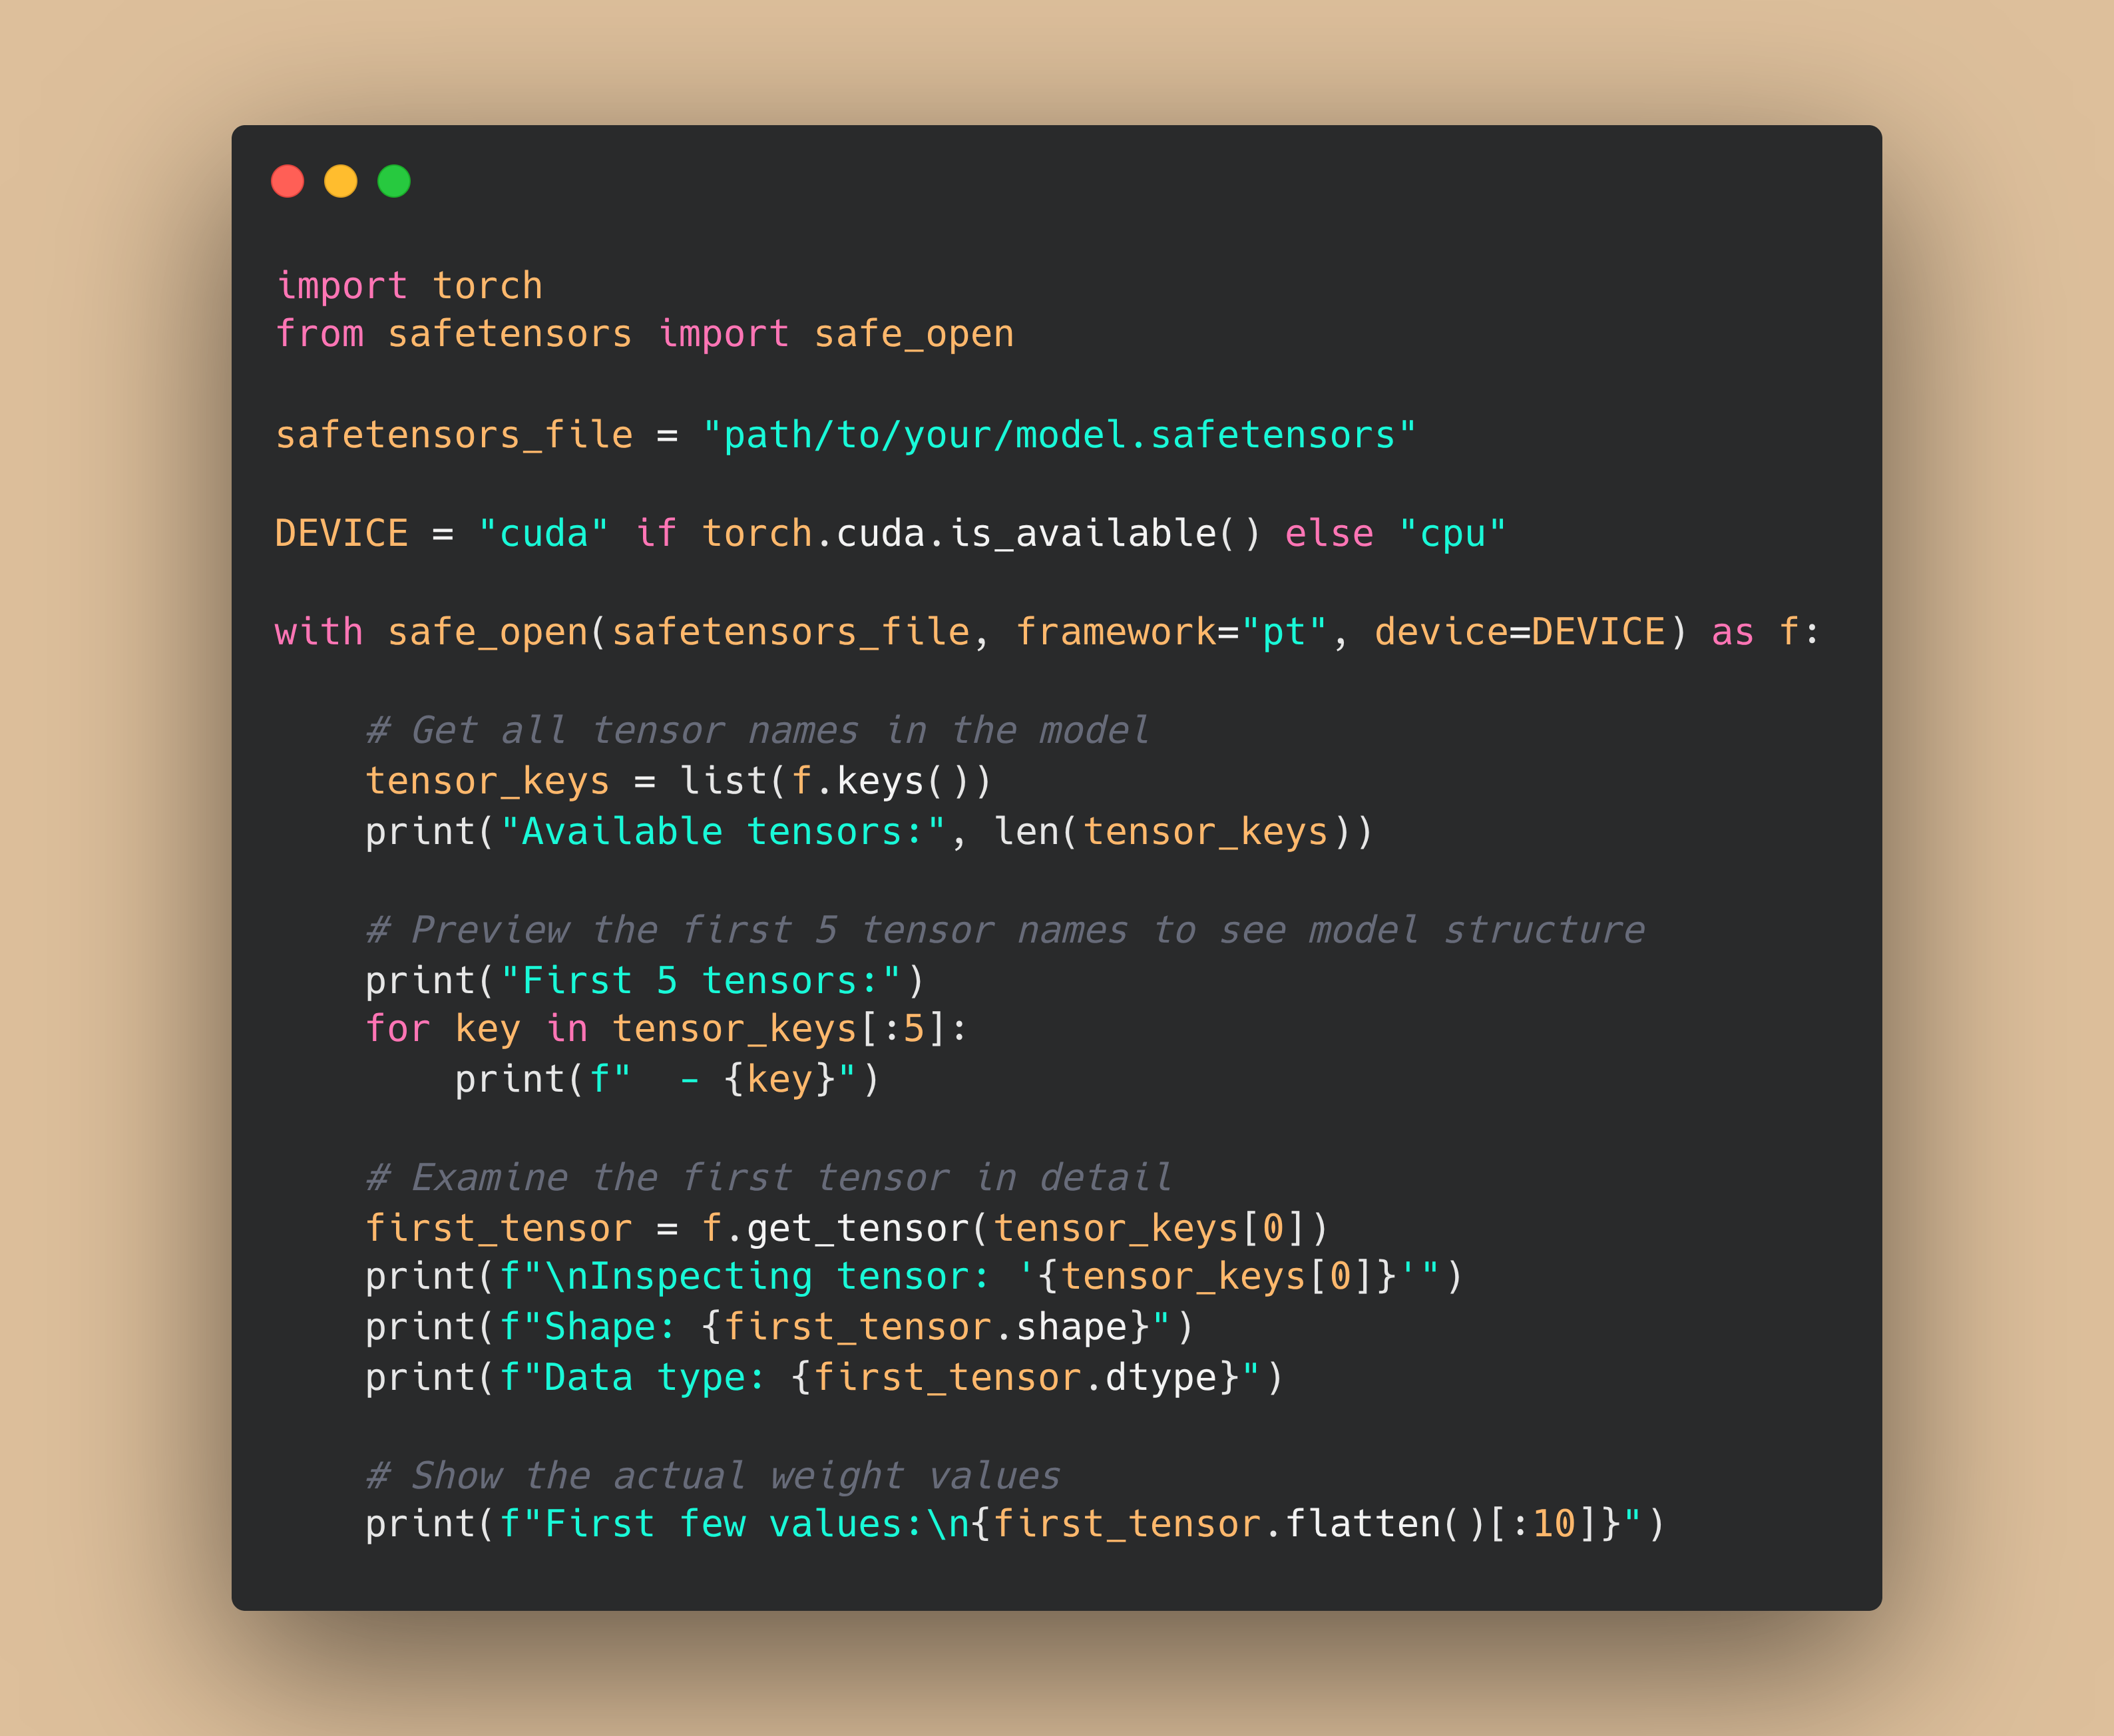 import torch
from safetensors import safe_open
safetensors_file = "path/to/your/model.safetensors"
DEVICE = "cuda" if torch.cuda.is_available() else "cpu"
with safe_open(safetensors_file, framework="pt", device=DEVICE) as f:
    # Get all tensor names in the model
    tensor_keys = list(f.keys())
    print("Available tensors:", len(tensor_keys))
    # Preview the first 5 tensor names to see model structure
    print("First 5 tensors:")
    for key in tensor_keys[:5]:
        print(f"  - {key}")
    # Examine the first tensor in detail
    first_tensor = f.get_tensor(tensor_keys[0])
    print(f"\nInspecting tensor: '{tensor_keys[0]}'")
    print(f"Shape: {first_tensor.shape}")
    print(f"Data type: {first_tensor.dtype}")
    # Show the actual weight values
    print(f"First few values:\n{first_tensor.flatten()[:10]}")